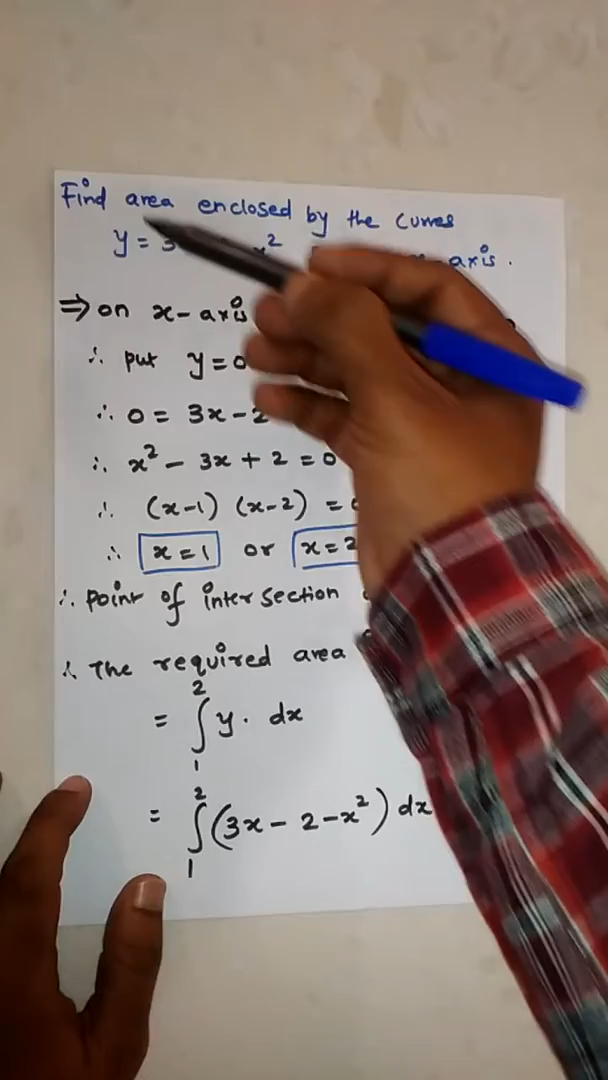 Find area enclosed by the curves
y = 3 x² axis.
⇒ on x-axis
∴ put y=0
∴ 0 = 3x-2
∴ x² - 3x + 2 = 0
∴ (x-1) (x-2) =
∴ x=1 or x=2
∴ point of intersection
∴ The required area
= ∫₁² y. dx
= ∫₁² (3x-2-x²) dx